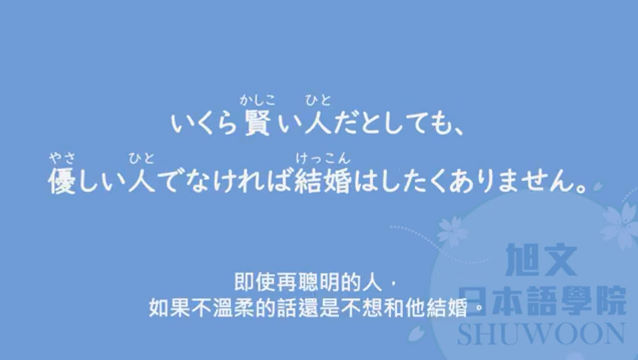 かしこ ひと
いくら賢い人だとしても、
やさ ひと けっこん
優しい人でなければ結婚はしたくありません。
即使再聰明的人，
如果不溫柔的話還是不想和他結婚。
旭文
日本語學院
SHUWOON